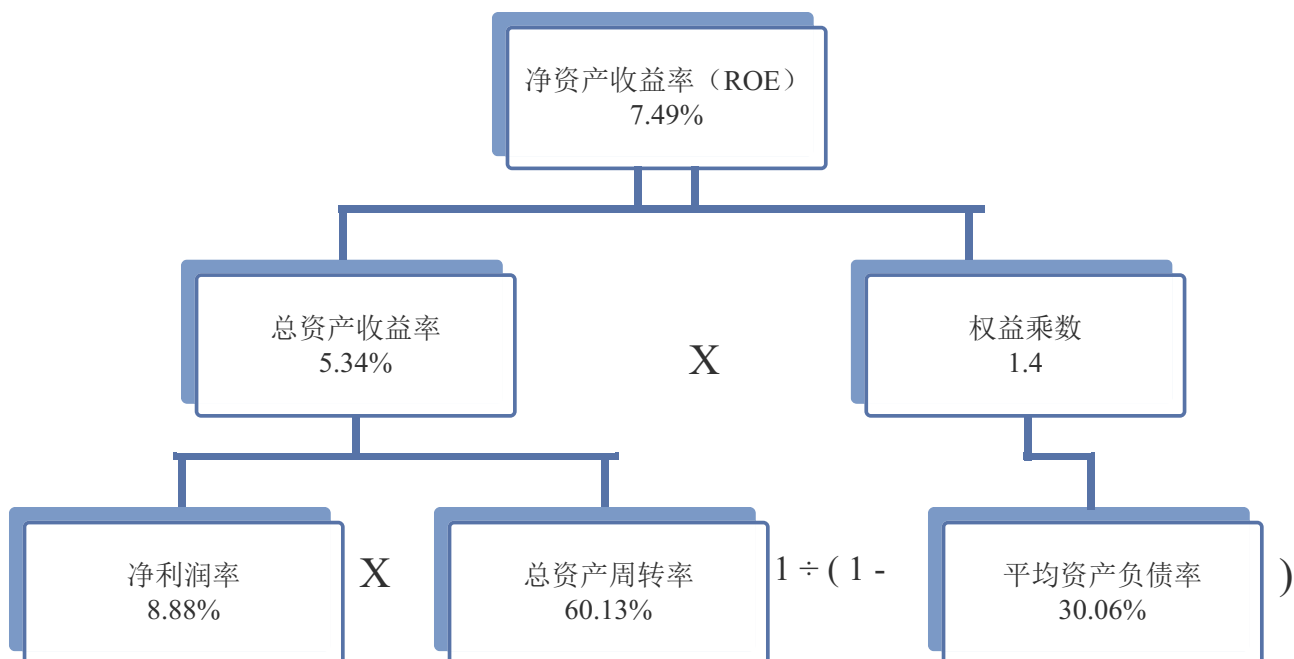 净资产收益率（ROE）
7.49%
总资产收益率
5.34%
X
权益乘数
1.4
净利润率
8.88%
X
总资产周转率
60.13%
1 ÷ ( 1 -
平均资产负债率
30.06%
)